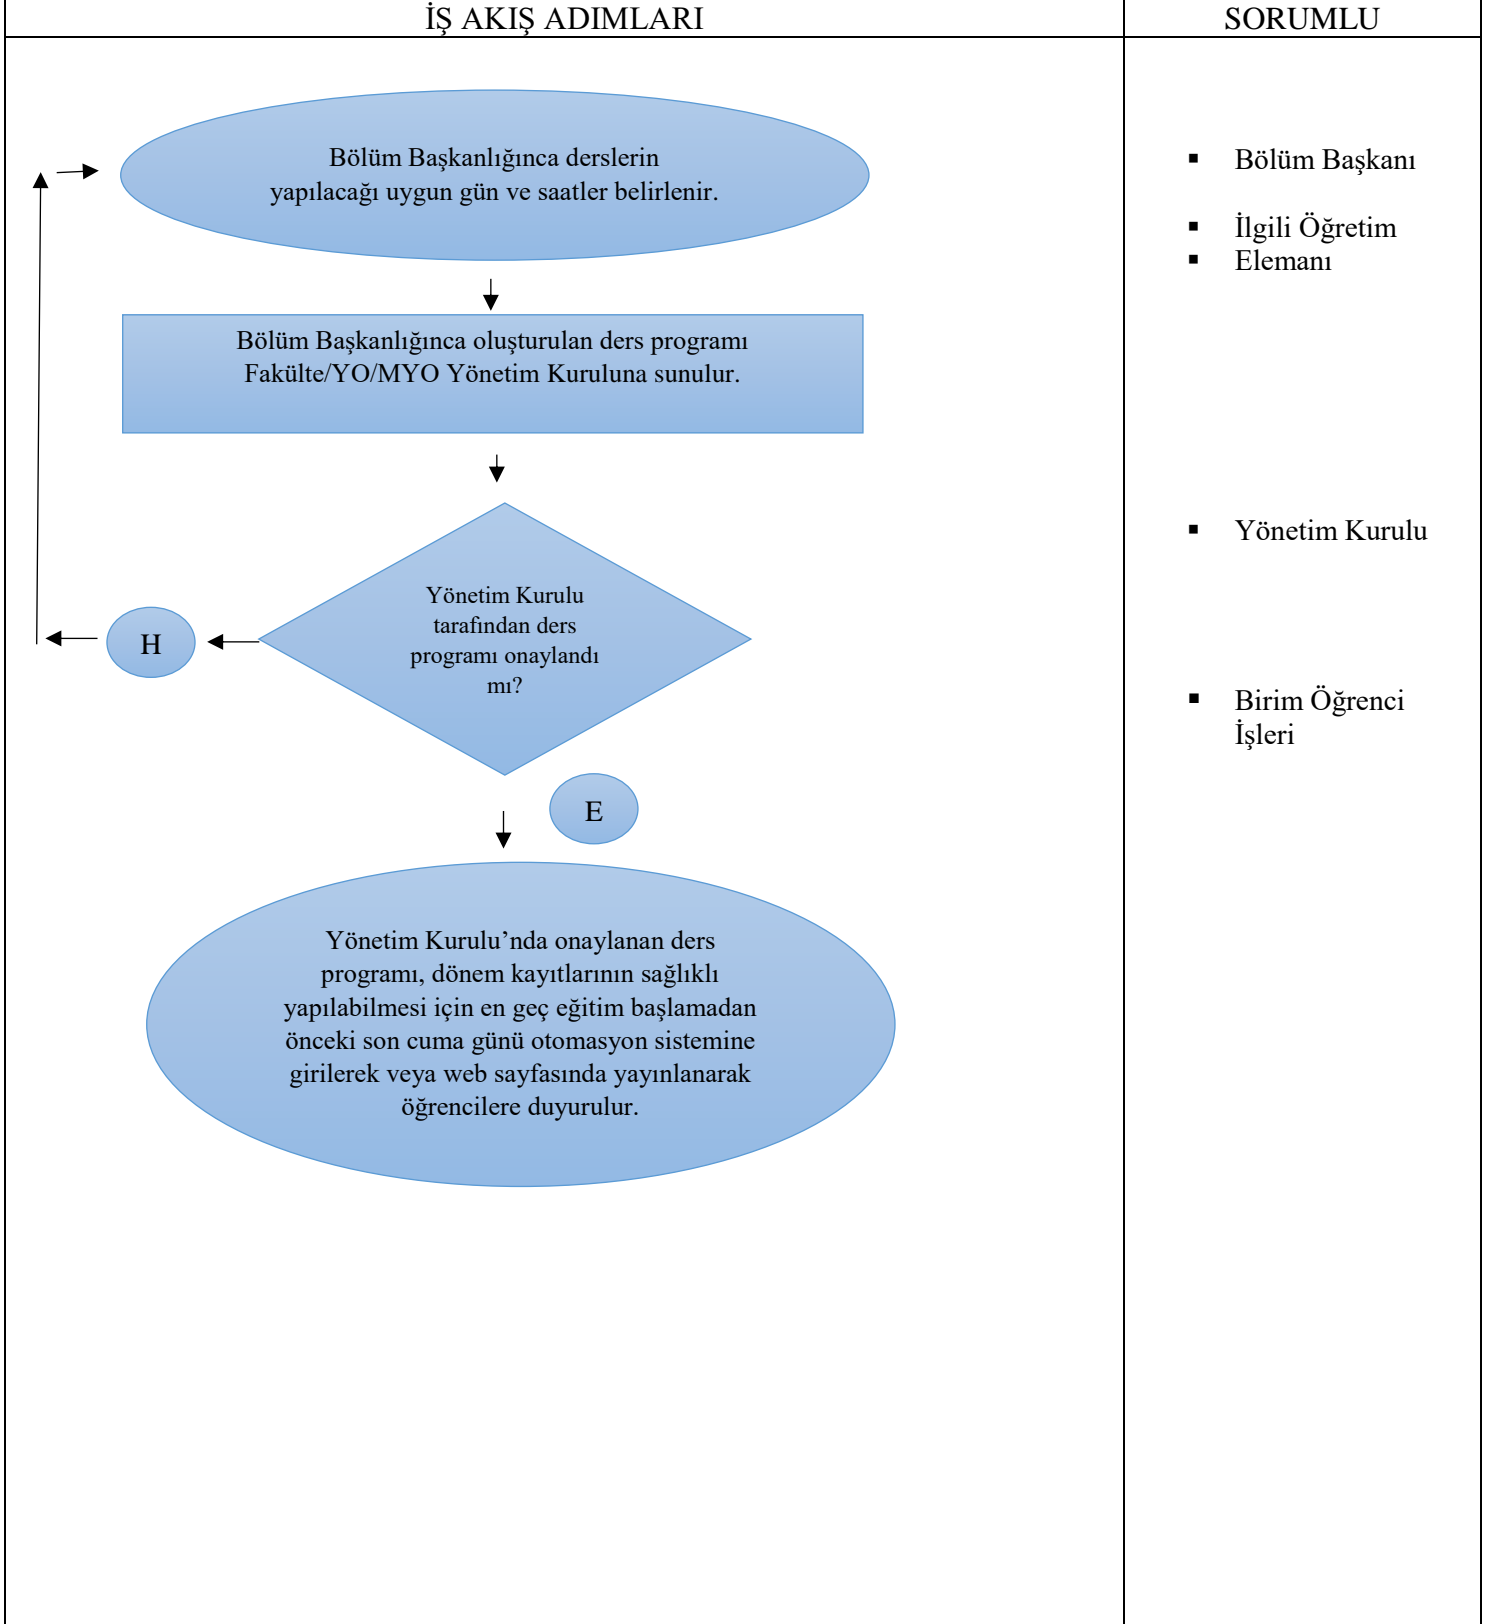 İŞ AKIŞ ADIMLARI
SORUMLU
Bölüm Başkanlığınca derslerin
yapılacağı uygun gün ve saatler belirlenir.
Bölüm Başkanlığınca oluşturulan ders programı
Fakülte/YO/MYO Yönetim Kuruluna sunulur.
Yönetim Kurulu
tarafından ders
programı onaylandı
mı?
H
E
Yönetim Kurulu’nda onaylanan ders
programı, dönem kayıtlarının sağlıklı
yapılabilmesi için en geç eğitim başlamadan
önceki son cuma günü otomasyon sistemine
girilerek veya web sayfasında yayınlanarak
öğrencilere duyurulur.
▪ Bölüm Başkanı
▪ İlgili Öğretim
▪ Elemanı
▪ Yönetim Kurulu
▪ Birim Öğrenci
İşleri